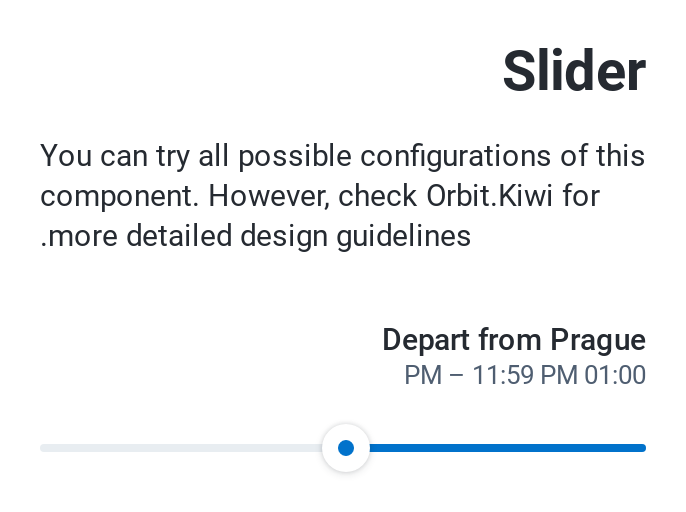 Slider
You can try all possible configurations of this
component. However, check Orbit.Kiwi for
.more detailed design guidelines
Depart from Prague
PM – 11:59 PM 01:00